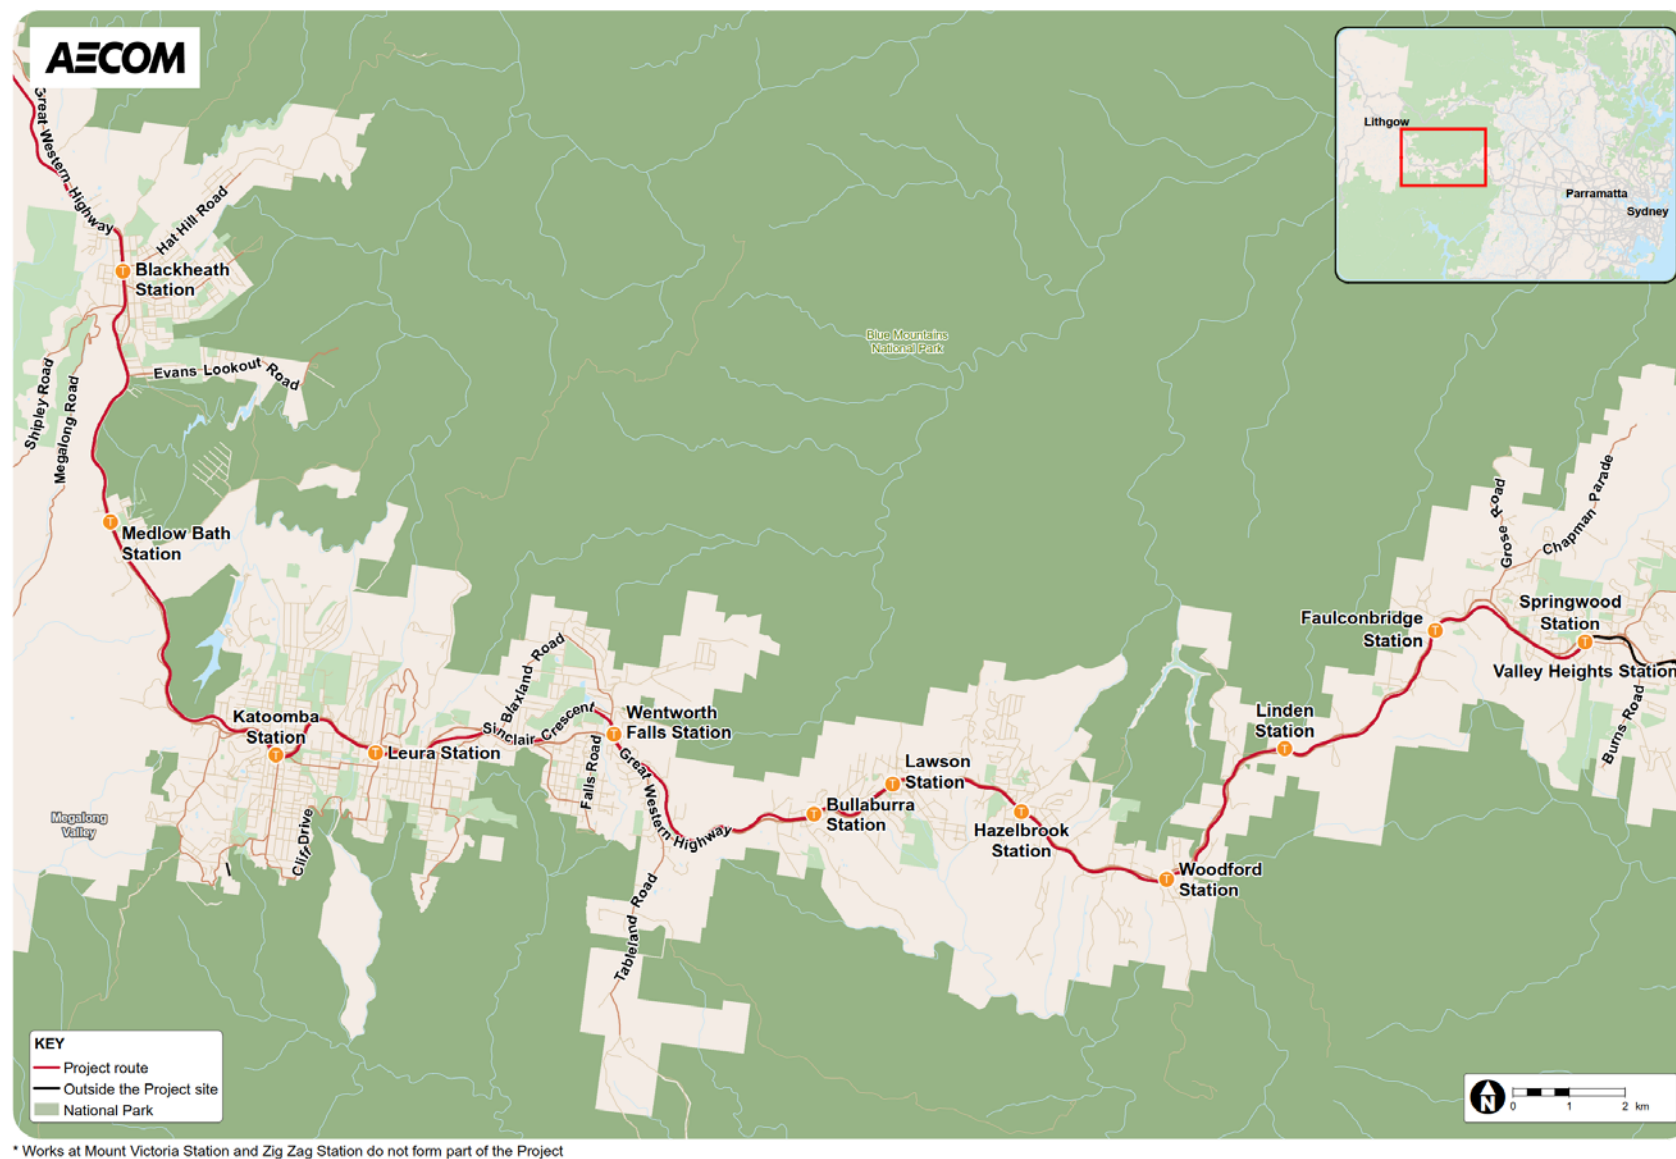 AECOM
Great Western Highway
Hat Hill Road
Blackheath
Station
Evans Lookout Road
Shipley Road
Megalong Road
Medlow Bath
Station
Blue Mountains
National Park
Lithgow
Parramatta
Sydney
Grose Road
Chapman Parade
Springwood
Station
Faulconbridge
Station
Valley Heights Station
Burns Road
Linden
Station
Katoomba
Station
Leura Station
Blaxland Road
Sinclair Crescent
Wentworth
Falls Station
Falls Road
Great Western Highway
Lawson
Station
Bullaburra
Station
Hazelbrook
Station
Woodford
Station
Megalong
Valley
Cliff Drive
Tableland Road
T
T
T
T
T
T
T
T
T
T
T
T
KEY
Project route
Outside the Project site
National Park
N
0 1 2 km
* Works at Mount Victoria Station and Zig Zag Station do not form part of the Project